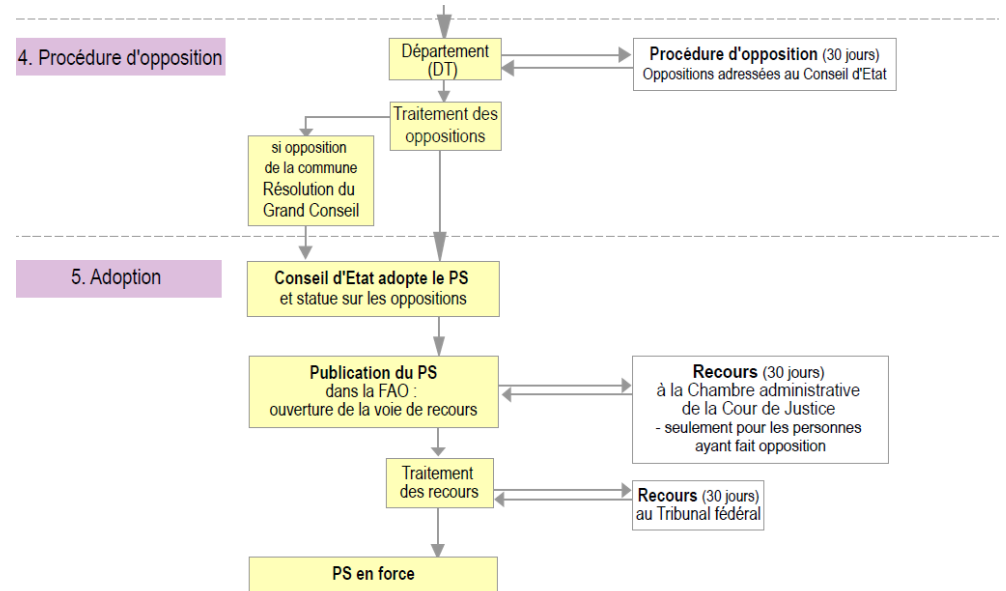 4. Procédure d'opposition
Département
(DT)
Procédure d'opposition (30 jours)
Oppositions adressées au Conseil d'Etat
Traitement des
oppositions
si opposition
de la commune
Résolution du
Grand Conseil
5. Adoption
Conseil d'Etat adopte le PS
et statue sur les oppositions
Publication du PS
dans la FAO :
ouverture de la voie de recours
Recours (30 jours)
à la Chambre administrative
de la Cour de Justice
- seulement pour les personnes
ayant fait opposition
Traitement
des recours
Recours (30 jours)
au Tribunal fédéral
PS en force